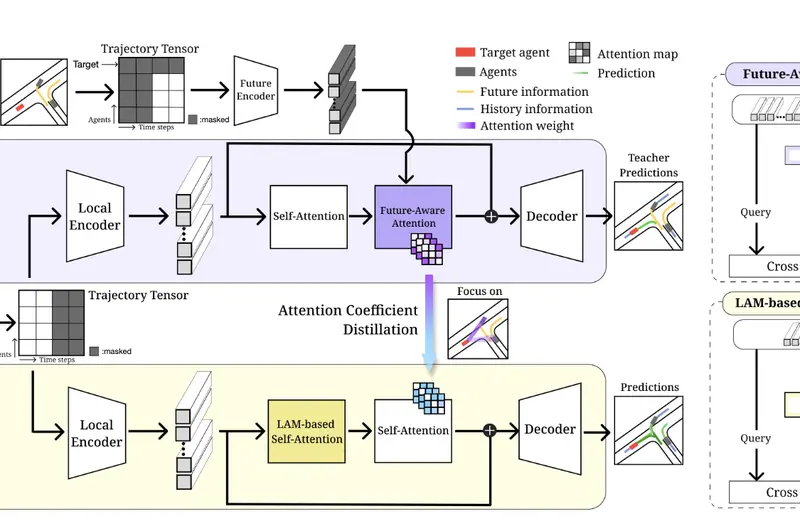 Trajectory Tensor
Target
Agents
Time steps
:masked
Future
Encoder
Target agent
Agents
Future information
History information
Attention weight
Attention map
Prediction
Local
Encoder
Self-Attention
Future-Aware
Attention
Decoder
Teacher
Predictions
Trajectory Tensor
:masked
Time steps
Attention Coefficient
Distillation
Focus on
Local
Encoder
LAM-based
Self-Attention
Self-Attention
Decoder
Predictions
Query
Cross
LAM-based
Query
Cross